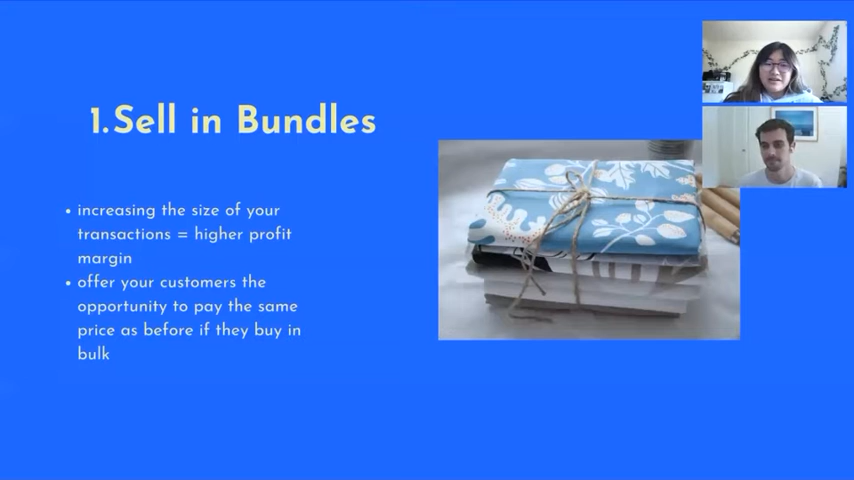 1.Sell in Bundles
• increasing the size of your
transactions = higher profit
margin
• offer your customers the
opportunity to pay the same
price as before if they buy in
bulk